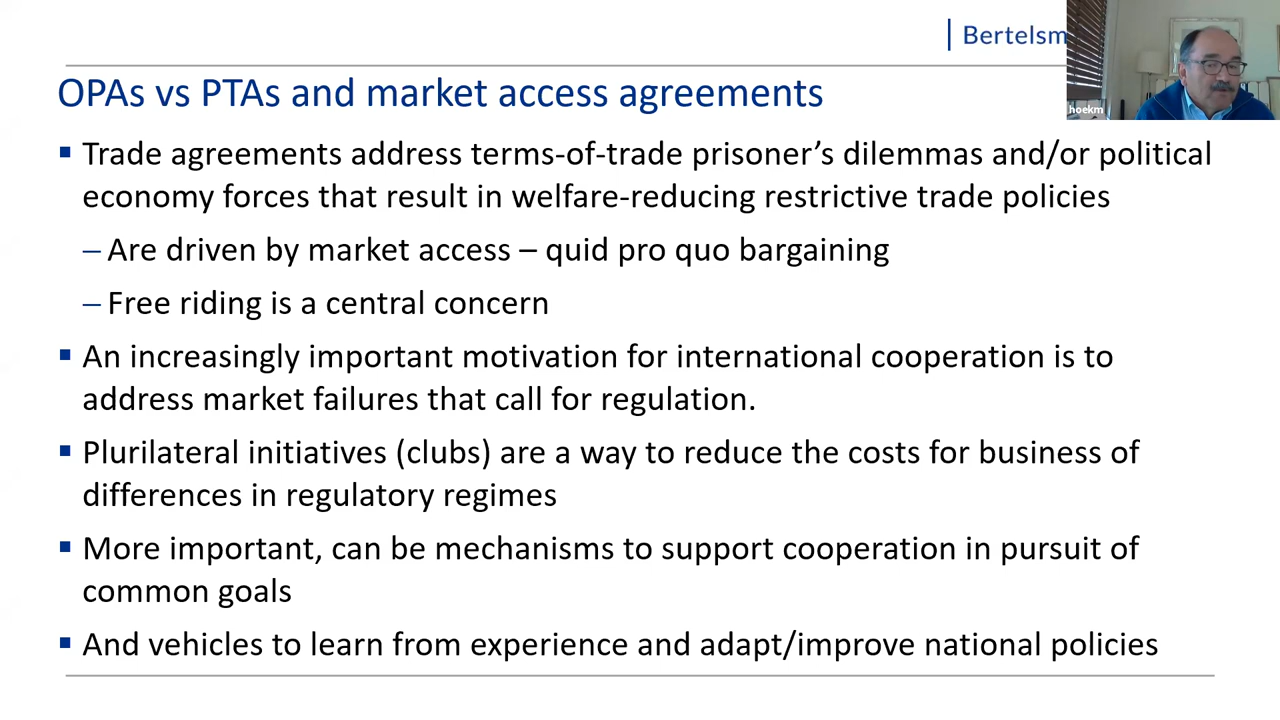 Bertelsm
hoekm
OPAs vs PTAs and market access agreements
▪ Trade agreements address terms-of-trade prisoner's dilemmas and/or political
economy forces that result in welfare-reducing restrictive trade policies
– Are driven by market access – quid pro quo bargaining
– Free riding is a central concern
▪ An increasingly important motivation for international cooperation is to
address market failures that call for regulation.
▪ Plurilateral initiatives (clubs) are a way to reduce the costs for business of
differences in regulatory regimes
▪ More important, can be mechanisms to support cooperation in pursuit of
common goals
▪ And vehicles to learn from experience and adapt/improve national policies